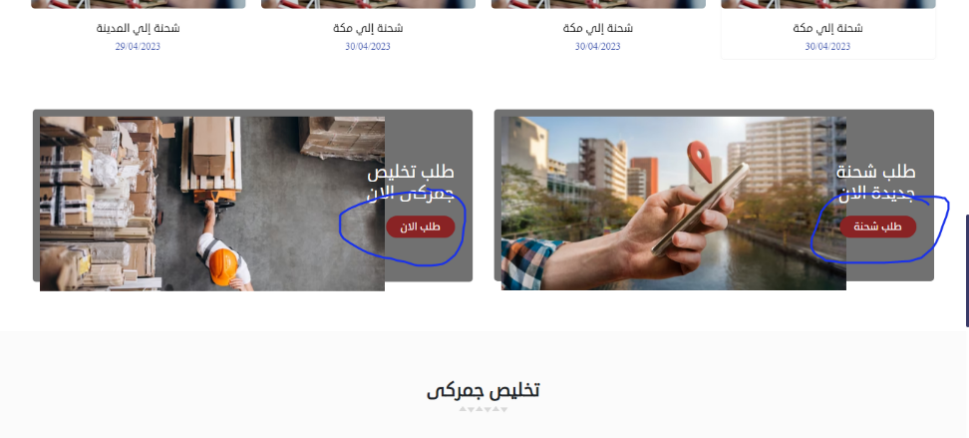 شحنة إلي مكة
30/04/2023
شحنة إلي مكة
30/04/2023
شحنة إلي مكة
30/04/2023
شحنة إلي المدينة
29/04/2023
طلب شحنة
جديدة الان
طلب شحنة
طلب تخليص
جمركى الان
طلب الان
تخليص جمركى